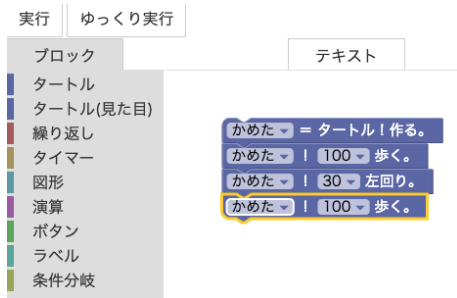 実行 ゆっくり実行
ブロック テキスト
タートル
タートル(見た目)
繰り返し
タイマー
図形
演算
ボタン
ラベル
条件分岐
かめた = タートル！作る。
かめた ！ 100 歩く。
かめた ！ 30 左回り。
かめた ！ 100 歩く。